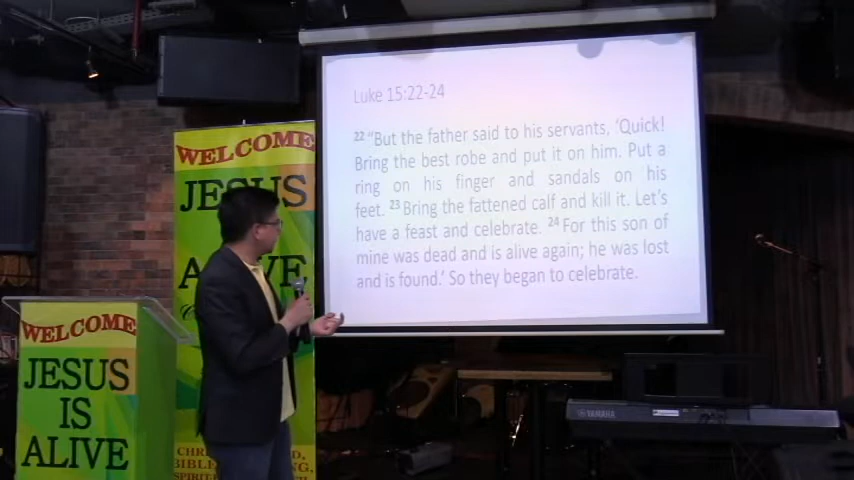 Luke 15:22-24
22 "But the father said to his servants, 'Quick!
Bring the best robe and put it on him. Put a
ring on his finger and sandals on his
feet. 23 Bring the fattened calf and kill it. Let's
have a feast and celebrate. 24 For this son of
mine was dead and is alive again; he was lost
and is found.' So they began to celebrate.
WELCOME
JESUS
WELCOME
JESUS
IS
ALIVE
YAMAHA